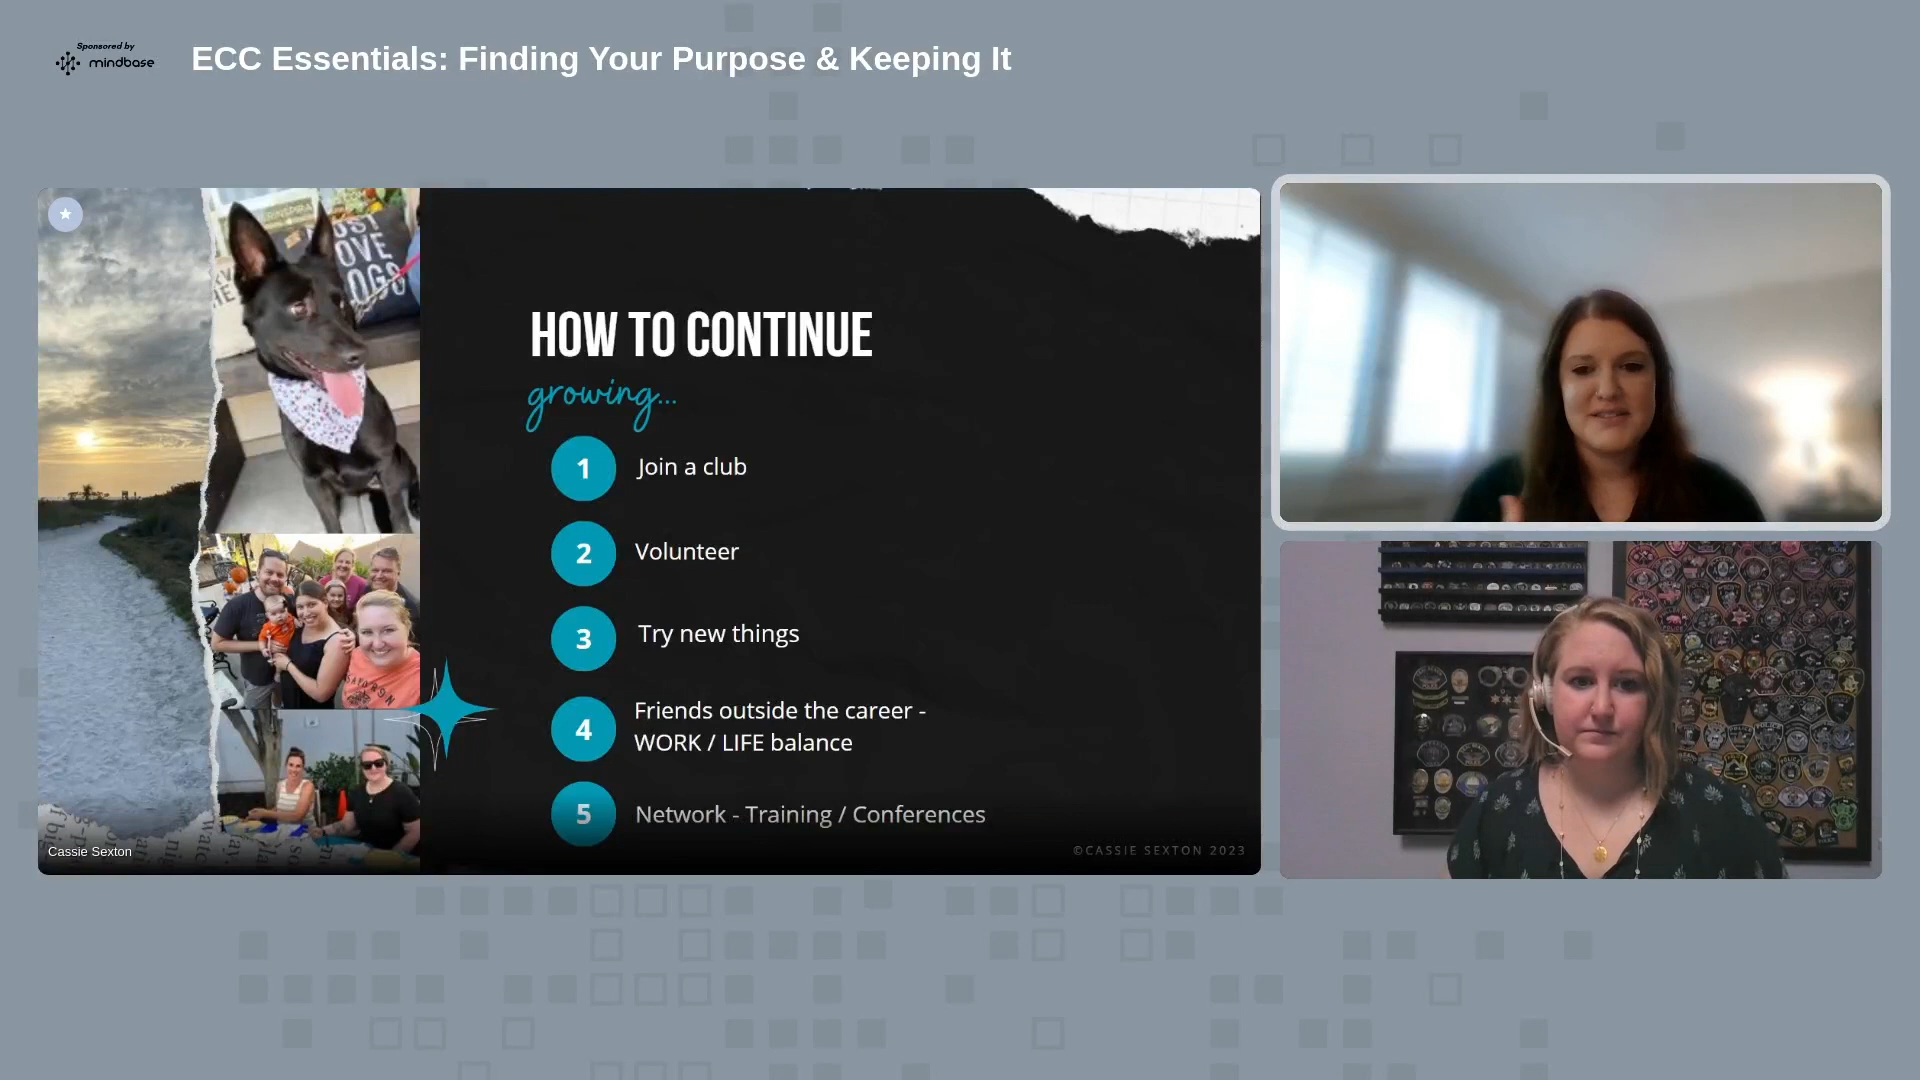 Sponsored by
mindbase
ECC Essentials: Finding Your Purpose & Keeping It
OVE
HOW TO CONTINUE
growing...
1 Join a club
2 Volunteer
3 Try new things
4 Friends outside the career -
WORK / LIFE balance
5 Network - Training / Conferences
Cassie Sexton
©CASSIE SEXTON 2023